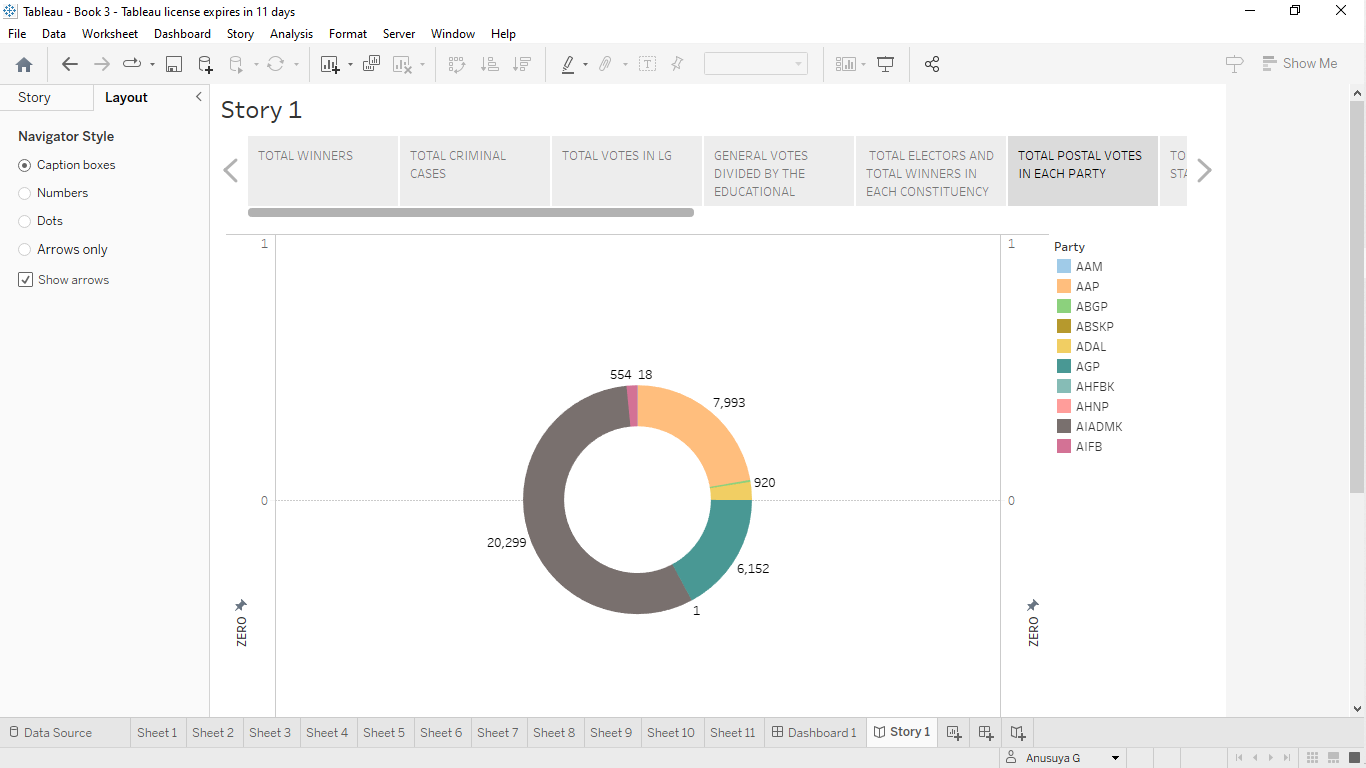 Tableau - Book 3 - Tableau license expires in 11 days
File Data Worksheet Dashboard Story Analysis Format Server Window Help
Show Me
Story Layout
Navigator Style
Caption boxes
Numbers
Dots
Arrows only
Show arrows
Story 1
TOTAL WINNERS
TOTAL CRIMINAL
CASES
TOTAL VOTES IN LG
GENERAL VOTES
DIVIDED BY THE
EDUCATIONAL
TOTAL ELECTORS AND
TOTAL WINNERS IN
EACH CONSTITUENCY
TOTAL POSTAL VOTES
IN EACH PARTY
TO
STA
1
0
ZERO
554 18
7,993
920
6,152
1
20,299
1
0
ZERO
Party
AAM
AAP
ABGP
ABSKP
ADAL
AGP
AHFBK
AHNP
AIADMK
AIFB
Data Source Sheet 1 Sheet 2 Sheet 3 Sheet 4 Sheet 5 Sheet 6 Sheet 7 Sheet 8 Sheet 9 Sheet 10 Sheet 11 Dashboard 1 Story 1
Anusuya G